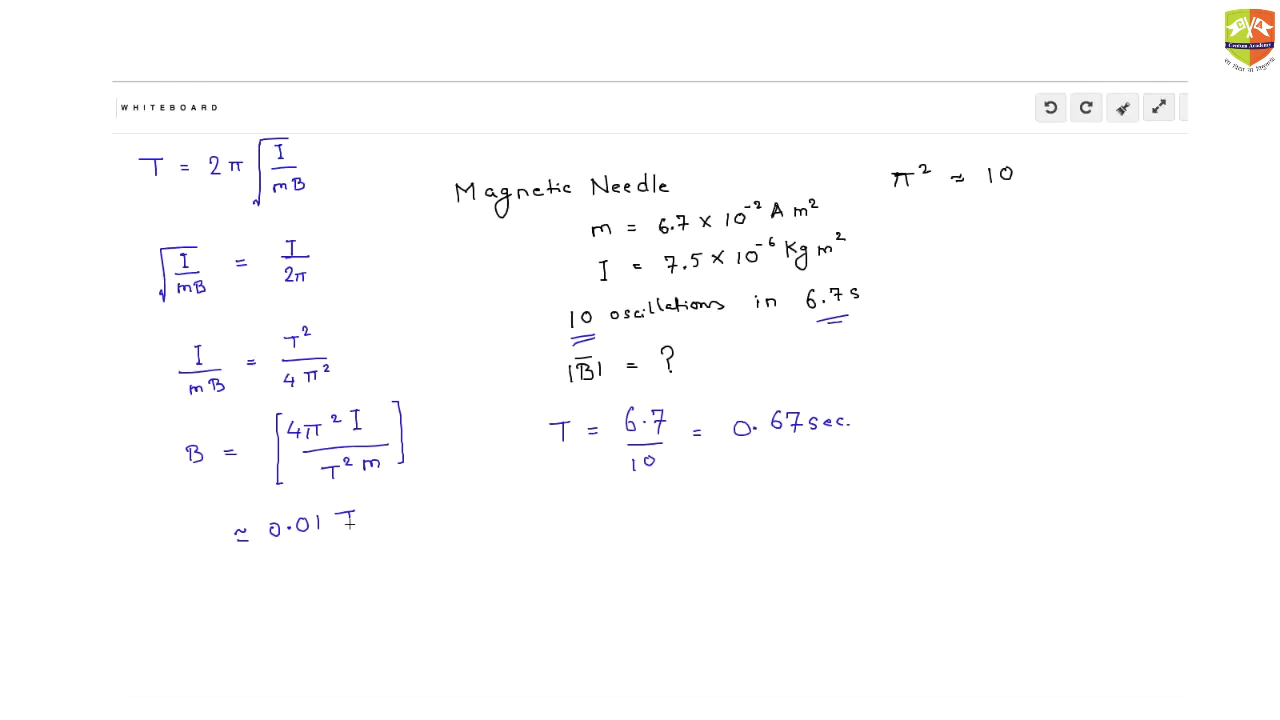 Centum Academy
WHITEBOARD
T = 2π √(I/mB)
√(I/mB) = I/2π
I/mB = T²/4π²
B = [4π² I / T² m]
≃ 0.01 T
Magnetic Needle
m = 6.7 × 10⁻² A m²
I = 7.5 × 10⁻⁶ Kg m²
10 oscillations in 6.7 s
|B̅| = ?
T = 6.7/10 = 0.67 sec.
π² ≈ 10